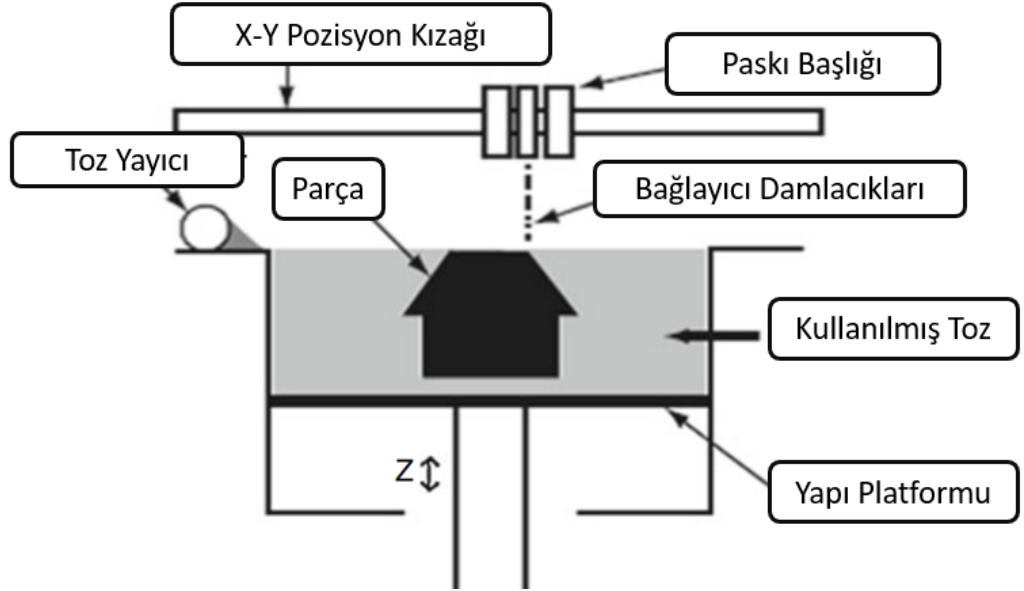 X-Y Pozisyon Kızağı
Paskı Başlığı
Toz Yayıcı
Parça
Bağlayıcı Damlacıkları
Kullanılmış Toz
Z
Yapı Platformu